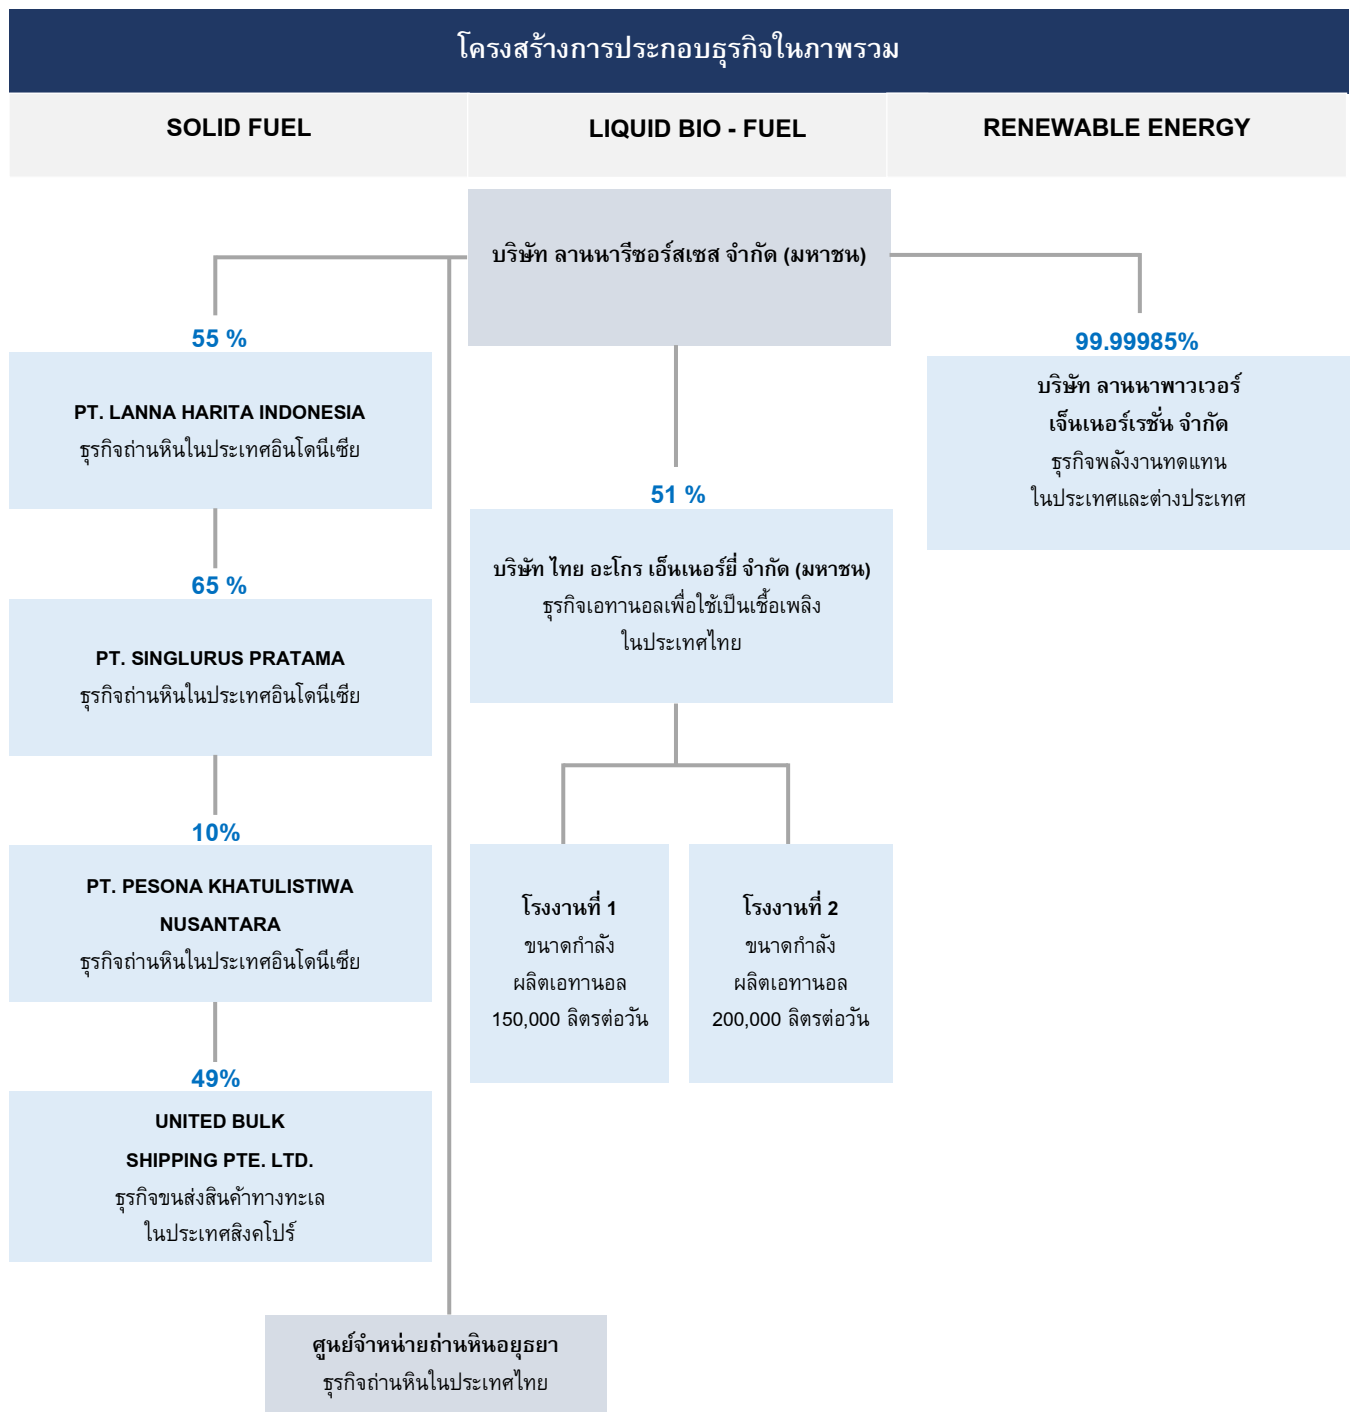 โครงสร้างการประกอบธุรกิจในภาพรวม
SOLID FUEL
LIQUID BIO - FUEL
RENEWABLE ENERGY
บริษัท ลานนารีซอร์สเซส จำกัด (มหาชน)
55 %
PT. LANNA HARITA INDONESIA
ธุรกิจถ่านหินในประเทศอินโดนีเซีย
65 %
PT. SINGLURUS PRATAMA
ธุรกิจถ่านหินในประเทศอินโดนีเซีย
10%
PT. PESONA KHATULISTIWA
NUSANTARA
ธุรกิจถ่านหินในประเทศอินโดนีเซีย
49%
UNITED BULK
SHIPPING PTE. LTD.
ธุรกิจขนส่งสินค้าทางทะเล
ในประเทศสิงคโปร์
ศูนย์จำหน่ายถ่านหินอยุธยา
ธุรกิจถ่านหินในประเทศไทย
51 %
บริษัท ไทย อะโกร เอ็นเนอร์ยี่ จำกัด (มหาชน)
ธุรกิจเอทานอลเพื่อใช้เป็นเชื้อเพลิง
ในประเทศไทย
โรงงานที่ 1
ขนาดกำลัง
ผลิตเอทานอล
150,000 ลิตรต่อวัน
โรงงานที่ 2
ขนาดกำลัง
ผลิตเอทานอล
200,000 ลิตรต่อวัน
99.99985%
บริษัท ลานนาพาวเวอร์
เจ็นเนอร์เรชั่น จำกัด
ธุรกิจพลังงานทดแทน
ในประเทศและต่างประเทศ